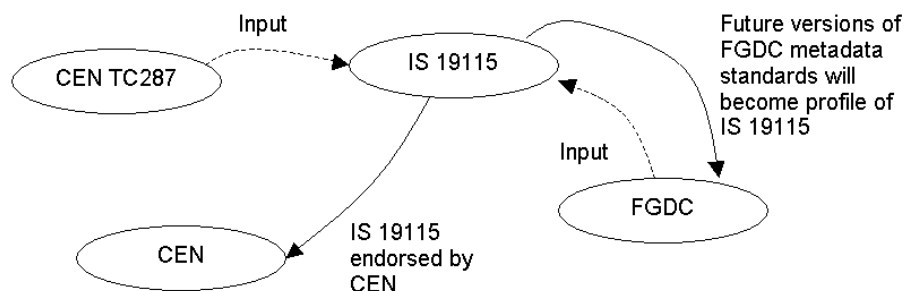 Input
CEN TC287
IS 19115
Future versions of
FGDC metadata
standards will
become profile of
IS 19115
Input
FGDC
CEN
IS 19115
endorsed by
CEN